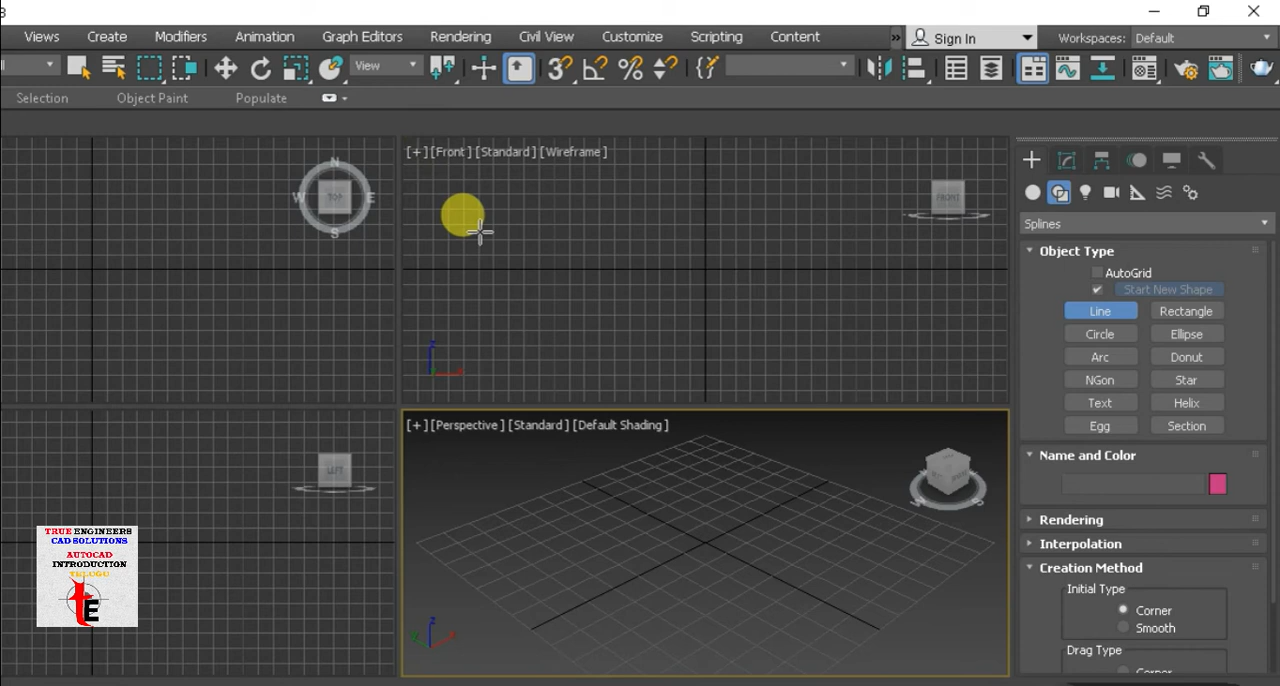 Views Create Modifiers Animation Graph Editors Rendering Civil View Customize Scripting Content » Sign In Workspaces: Default
View
Selection Object Paint Populate
[+] [Front] [Standard] [Wireframe]
N
W TOP E
S
FRONT
Splines
Object Type
AutoGrid
Start New Shape
Line Rectangle
Circle Ellipse
Arc Donut
NGon Star
Text Helix
Egg Section
z
x
[+] [Perspective] [Standard] [Default Shading]
LEFT
Name and Color
Rendering
Interpolation
Creation Method
Initial Type
Corner
Smooth
Drag Type
Corner
TRUE ENGINEERS
CAD SOLUTIONS
AUTOCAD
INTRODUCTION
TELUGU
tE
z
y x